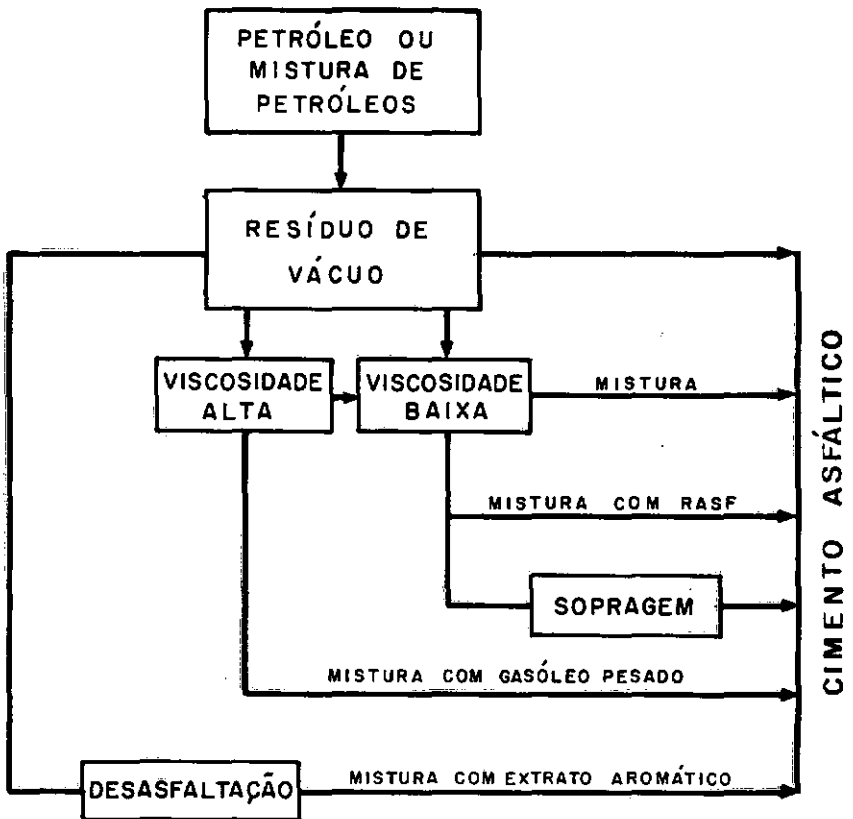 PETRÓLEO OU
MISTURA DE
PETRÓLEOS
RESÍDUO DE
VÁCUO
VISCOSIDADE
ALTA
VISCOSIDADE
BAIXA
MISTURA
MISTURA COM RASF
SOPRAGEM
MISTURA COM GASÓLEO PESADO
DESASFALTAÇÃO
MISTURA COM EXTRATO AROMÁTICO
CIMENTO ASFÁLTICO